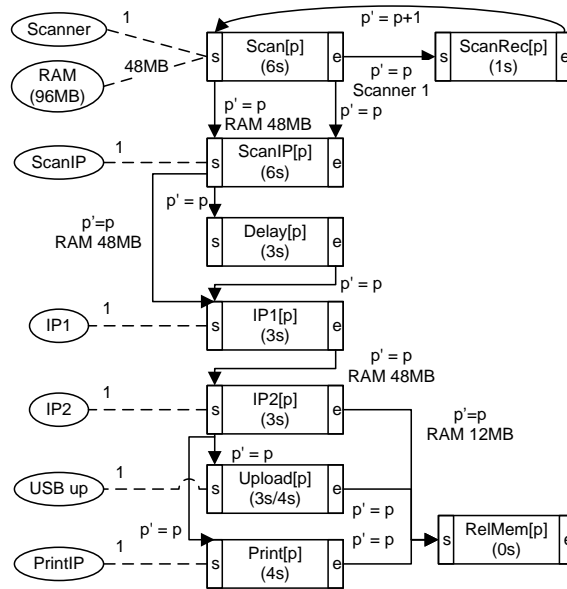 p' = p+1
Scanner
1
s
Scan[p]
(6s)
e
s
ScanRec[p]
(1s)
e
RAM
(96MB)
48MB
p' = p
Scanner 1
p' = p
RAM 48MB
p' = p
ScanIP
1
s
ScanIP[p]
(6s)
e
p' = p
p'=p
RAM 48MB
s
Delay[p]
(3s)
e
p' = p
IP1
1
s
IP1[p]
(3s)
e
p' = p
RAM 48MB
IP2
1
s
IP2[p]
(3s)
e
p'=p
RAM 12MB
p' = p
USB up
1
s
Upload[p]
(3s/4s)
e
p' = p
p' = p
p' = p
PrintIP
1
s
Print[p]
(4s)
e
s
RelMem[p]
(0s)
e